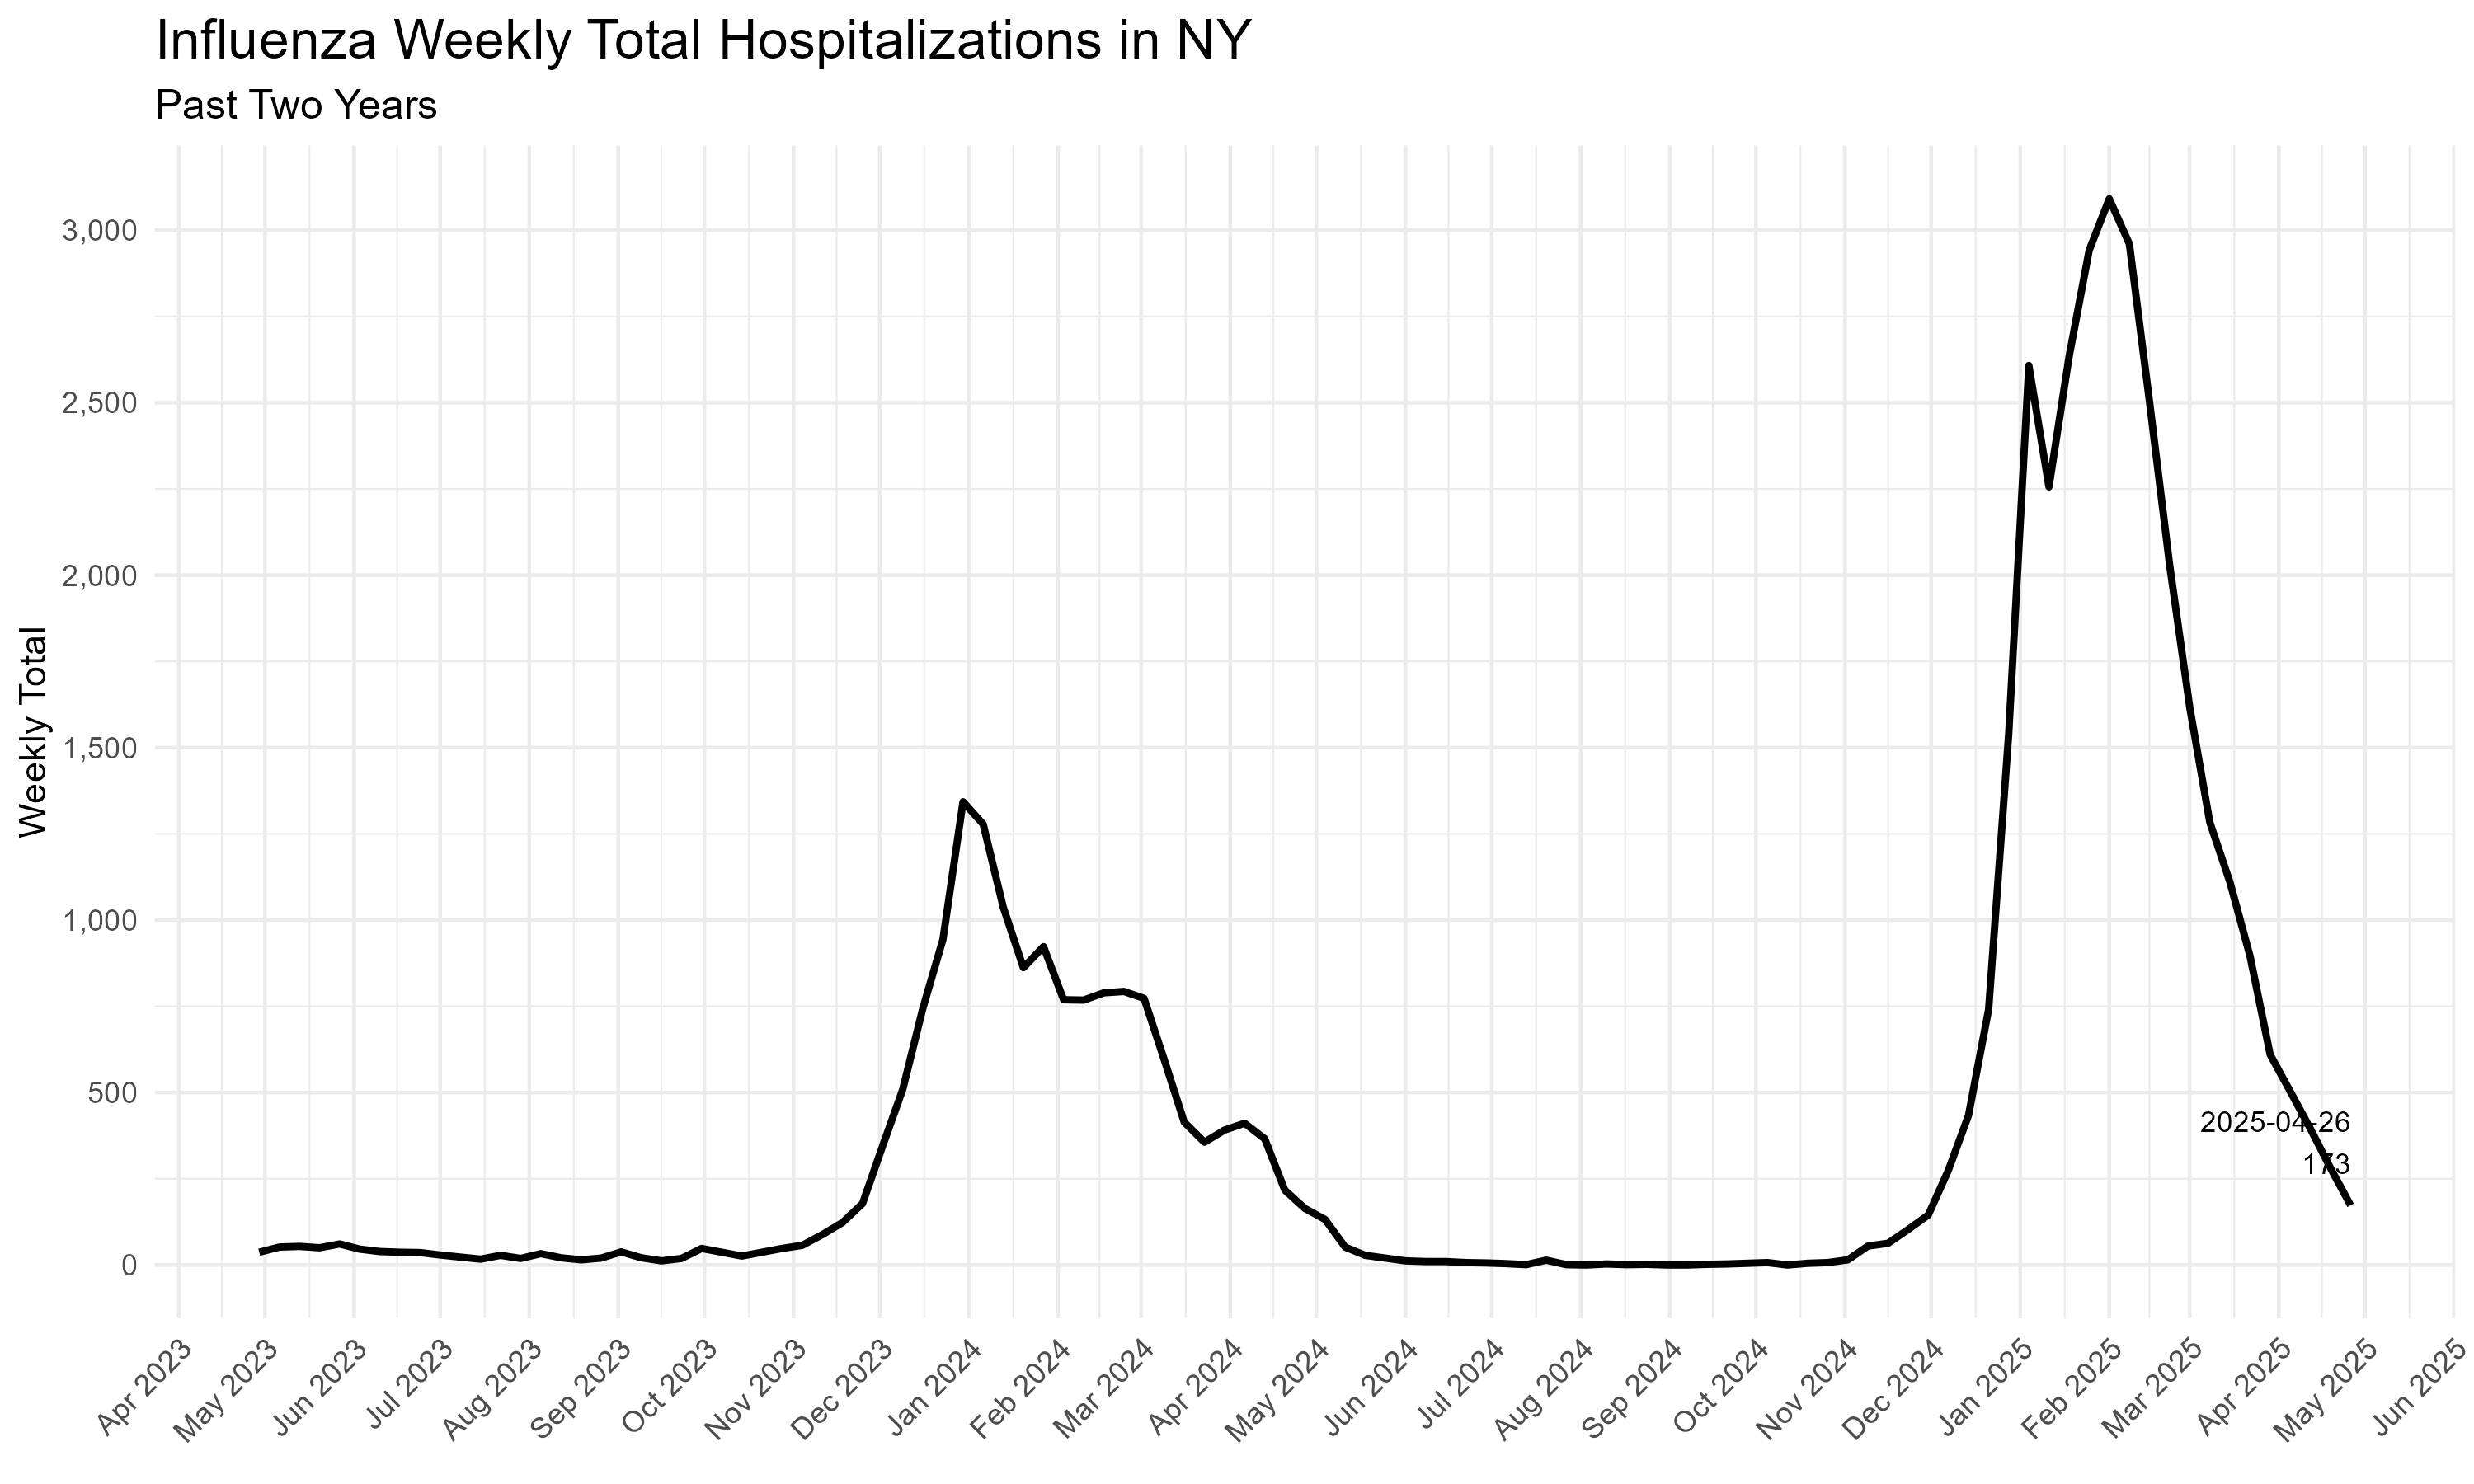 Influenza Weekly Total Hospitalizations in NY
Past Two Years
Weekly Total
3,000
2,500
2,000
1,500
1,000
500
0
2025-04-26
173
Apr 2023
May 2023
Jun 2023
Jul 2023
Aug 2023
Sep 2023
Oct 2023
Nov 2023
Dec 2023
Jan 2024
Feb 2024
Mar 2024
Apr 2024
May 2024
Jun 2024
Jul 2024
Aug 2024
Sep 2024
Oct 2024
Nov 2024
Dec 2024
Jan 2025
Feb 2025
Mar 2025
Apr 2025
May 2025
Jun 2025